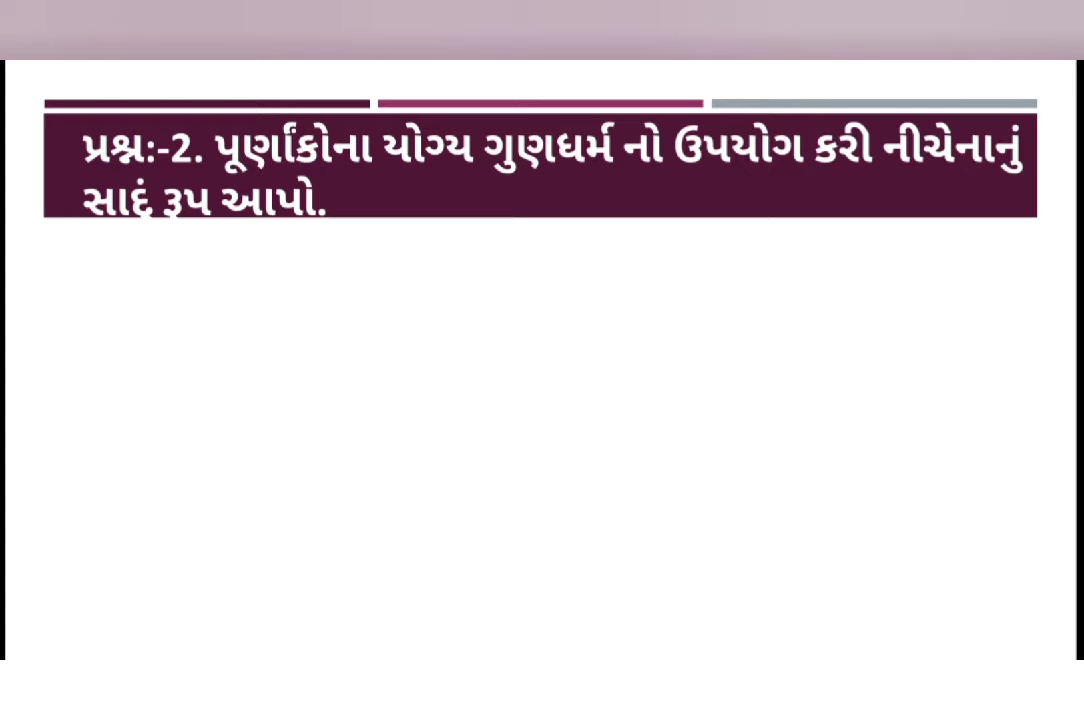 પ્રશ્ન:-2. પૂર્ણાંકોના યોગ્ય ગુણધર્મ નો ઉપયોગ કરી નીચેનાનું
સાદું રૂપ આપો.